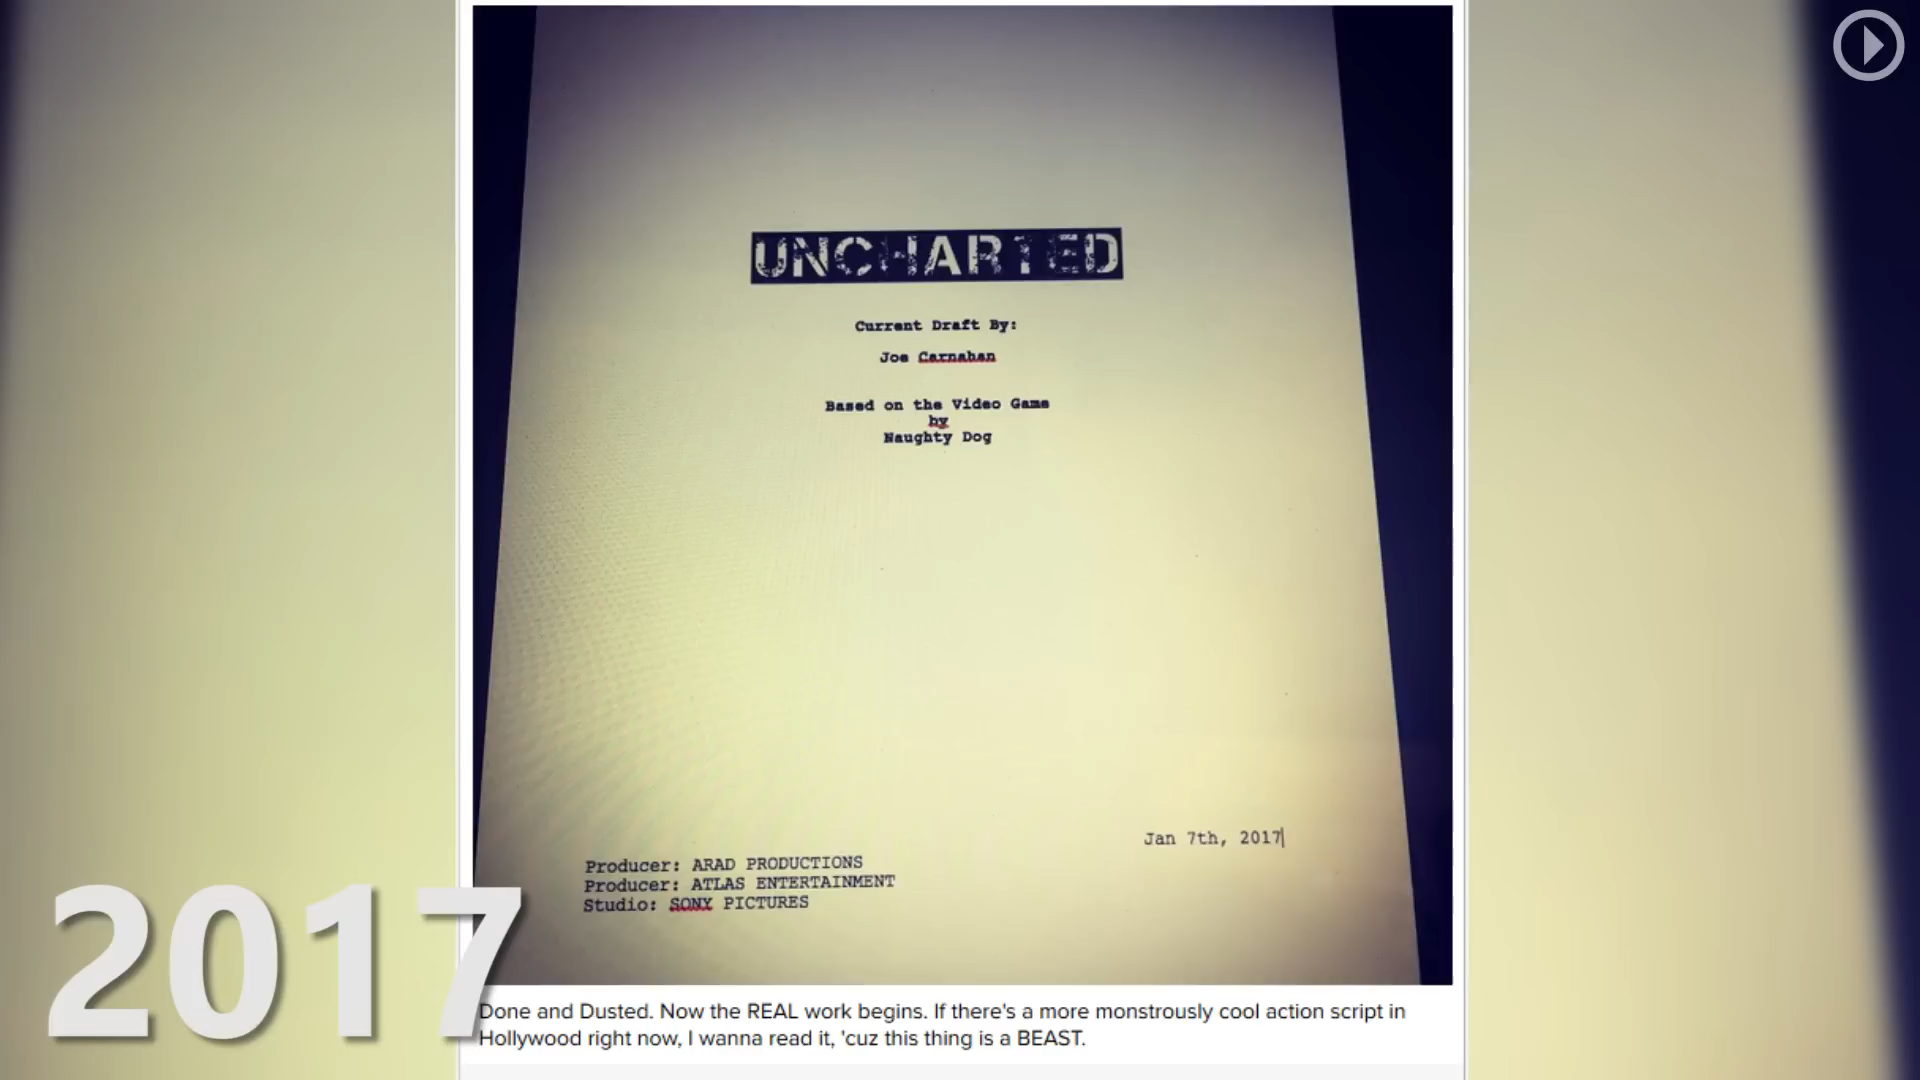 UNCHARTED
Current Draft By:
Joe Carnahan
Based on the Video Game
by
Naughty Dog
Jan 7th, 2017
Producer: ARAD PRODUCTIONS
Producer: ATLAS ENTERTAINMENT
Studio: SONY PICTURES
2017
Done and Dusted. Now the REAL work begins. If there's a more monstrously cool action script in
Hollywood right now, I wanna read it, 'cuz this thing is a BEAST.